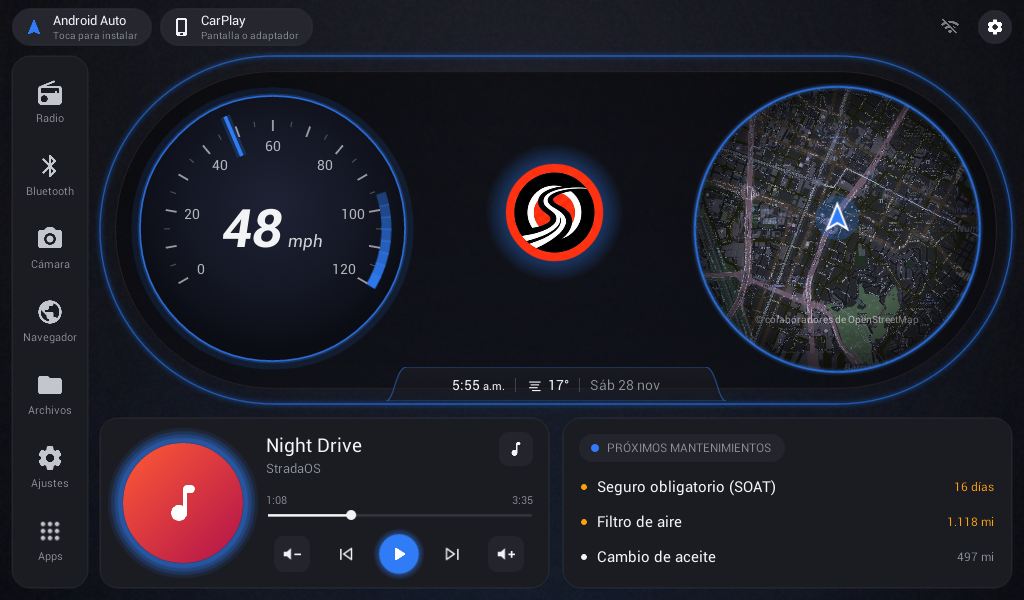 Android Auto
Toca para instalar
CarPlay
Pantalla o adaptador
Radio
Bluetooth
Cámara
Navegador
Archivos
Ajustes
Apps
0
20
40
60
80
100
120
48 mph
© colaboradores de OpenStreetMap
5:55 a.m. 17° Sáb 28 nov
Night Drive
StradaOS
1:08 3:35
PRÓXIMOS MANTENIMIENTOS
Seguro obligatorio (SOAT) 16 días
Filtro de aire 1.118 mi
Cambio de aceite 497 mi